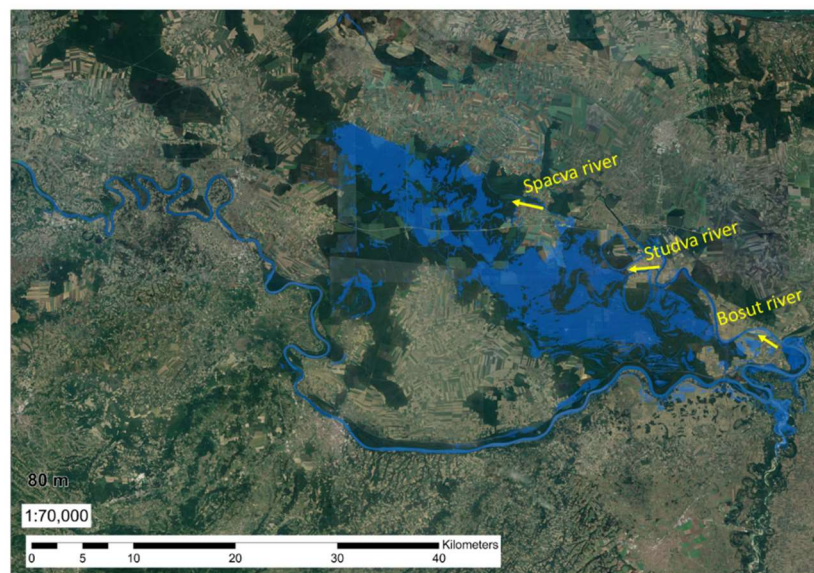 Spacva river
Studva river
Bosut river
80 m
1:70,000
Kilometers
0 5 10 20 30 40